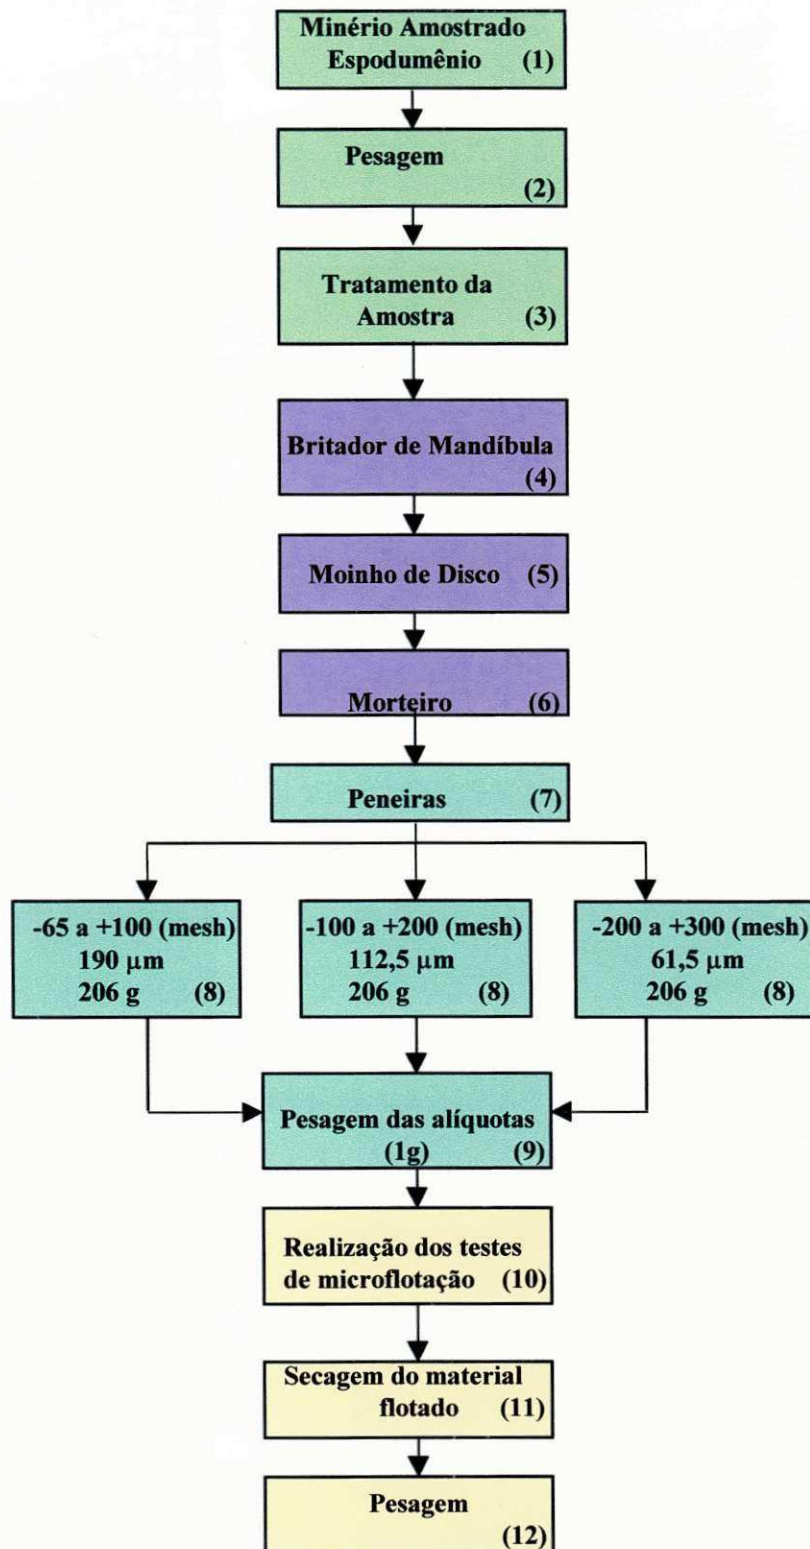 Minério Amostrado
Espodumênio (1)
Pesagem
(2)
Tratamento da
Amostra (3)
Britador de Mandíbula
(4)
Moinho de Disco (5)
Morteiro (6)
Peneiras (7)
-65 a +100 (mesh)
190 µm
206 g (8)
-100 a +200 (mesh)
112,5 µm
206 g (8)
-200 a +300 (mesh)
61,5 µm
206 g (8)
Pesagem das alíquotas
(1g) (9)
Realização dos testes
de microflotação (10)
Secagem do material
flotado (11)
Pesagem
(12)